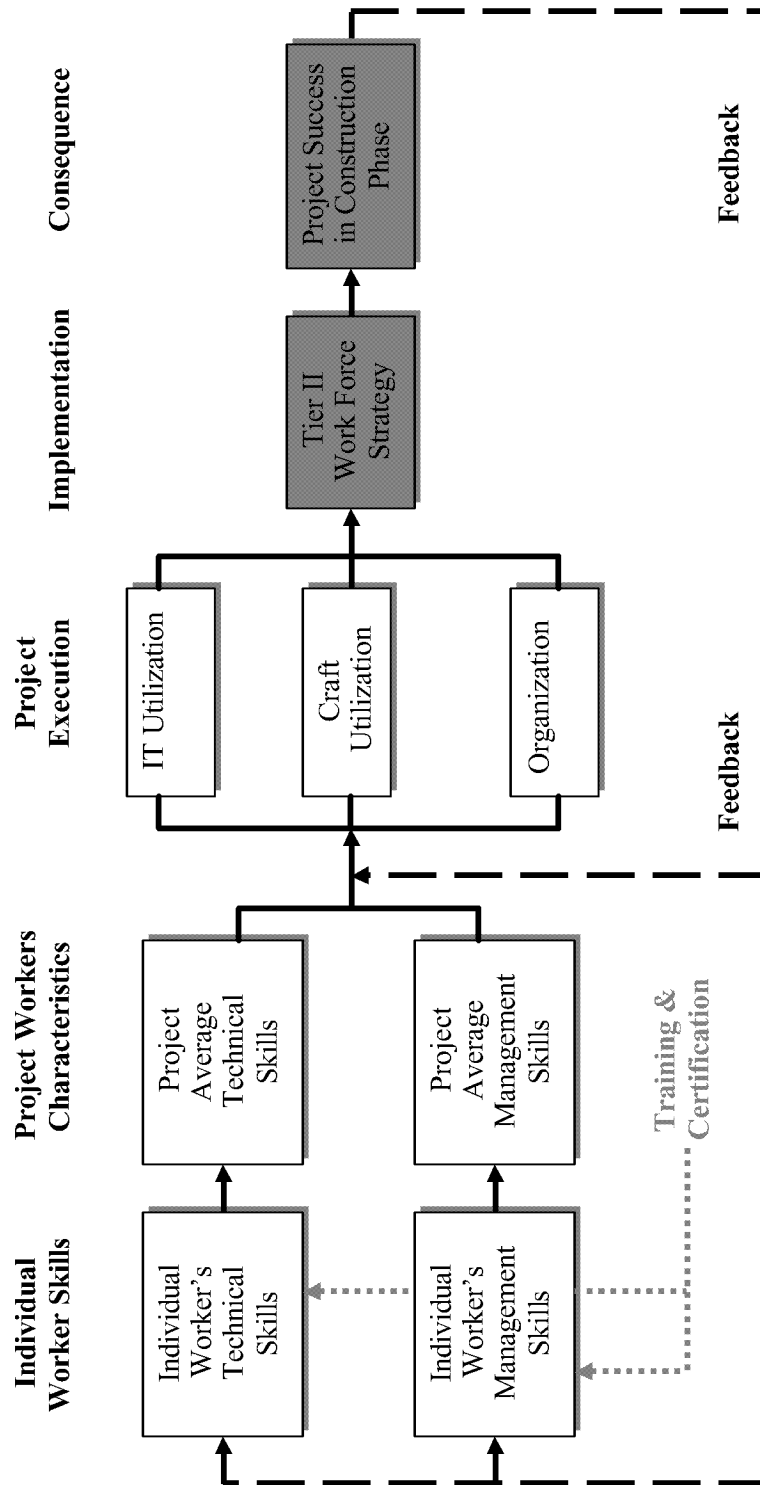 Individual
Worker Skills
Project Workers
Characteristics
Project
Execution
Implementation
Consequence
Individual
Worker's
Technical
Skills
Project
Average
Technical
Skills
IT Utilization
Craft
Utilization
Organization
Tier II
Work Force
Strategy
Project Success
in Construction
Phase
Individual
Worker's
Management
Skills
Project
Average
Management
Skills
Training &
Certification
Feedback
Feedback